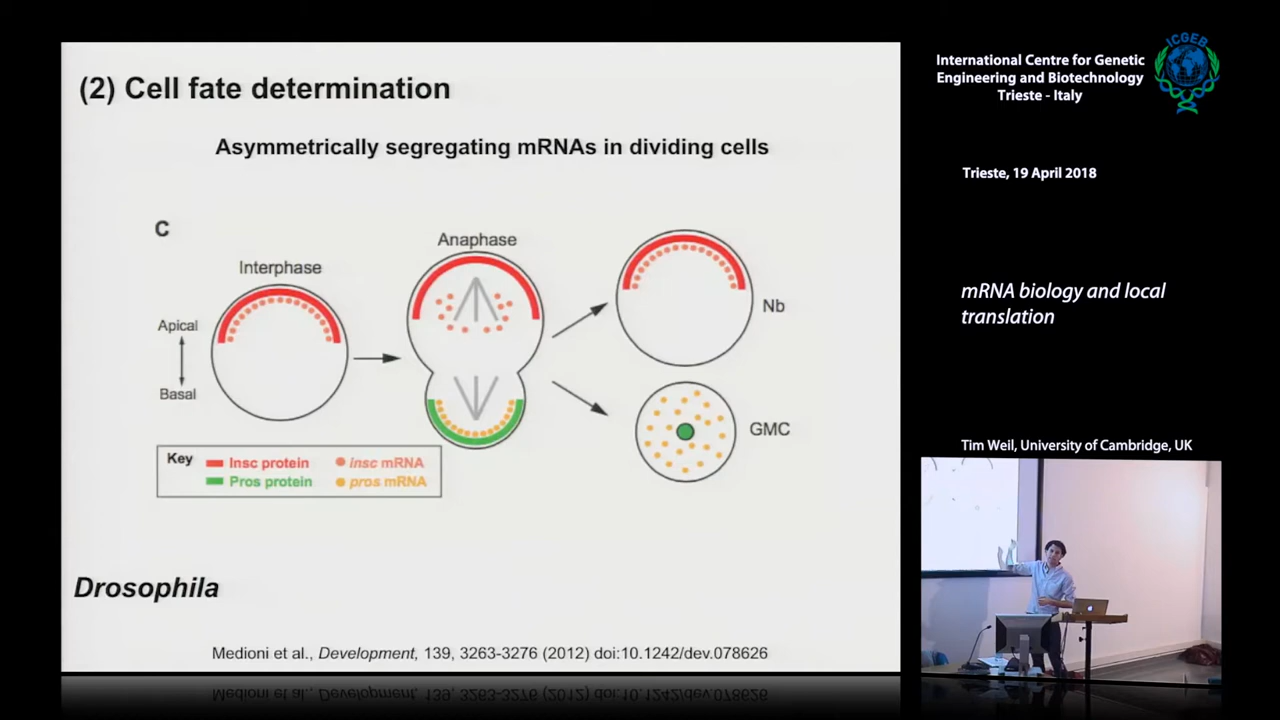 (2) Cell fate determination
Asymmetrically segregating mRNAs in dividing cells
C
Interphase
Anaphase
Apical
Basal
Nb
GMC
Key
Insc protein
insc mRNA
Pros protein
pros mRNA
Drosophila
Medioni et al., Development, 139, 3263-3276 (2012) doi:10.1242/dev.078626
International Centre for Genetic
Engineering and Biotechnology
Trieste - Italy
ICGEB
Trieste, 19 April 2018
mRNA biology and local
translation
Tim Weil, University of Cambridge, UK